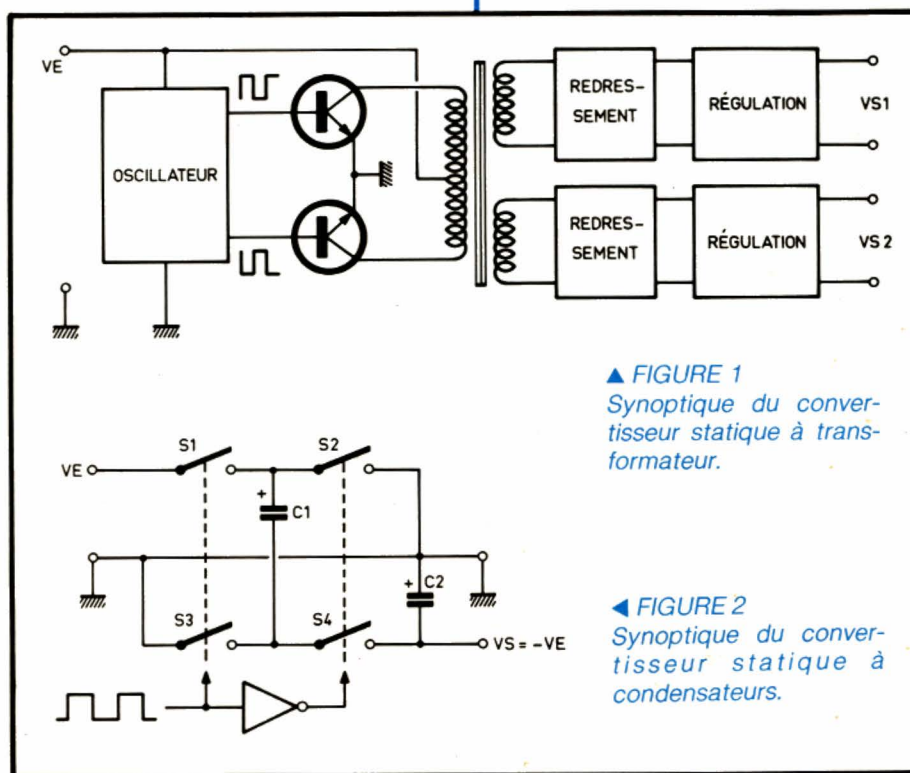 VE
OSCILLATEUR
REDRES-
SEMENT
RÉGULATION
VS1
REDRES-
SEMENT
RÉGULATION
VS 2
▲ FIGURE 1
Synoptique du conver-
tisseur statique à trans-
formateur.
S1
S2
VE
+
C1
+
C2
S3
S4
VS = -VE
◄ FIGURE 2
Synoptique du conver-
tisseur statique à
condensateurs.